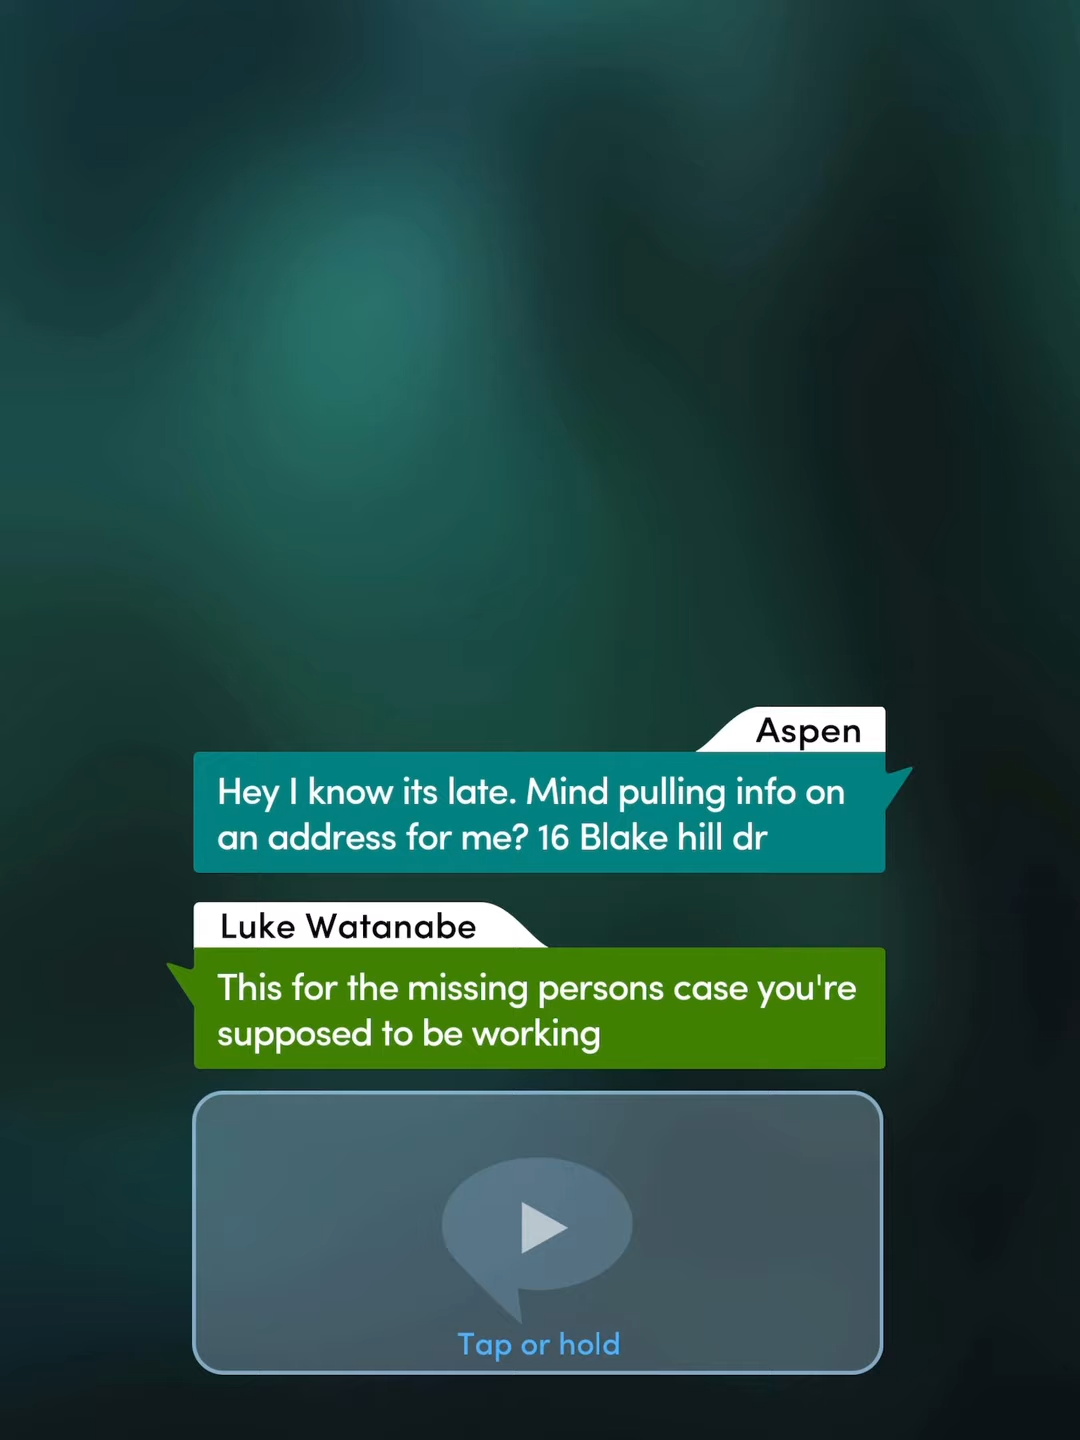 Aspen
Hey I know its late. Mind pulling info on
an address for me? 16 Blake hill dr
Luke Watanabe
This for the missing persons case you're
supposed to be working
Tap or hold